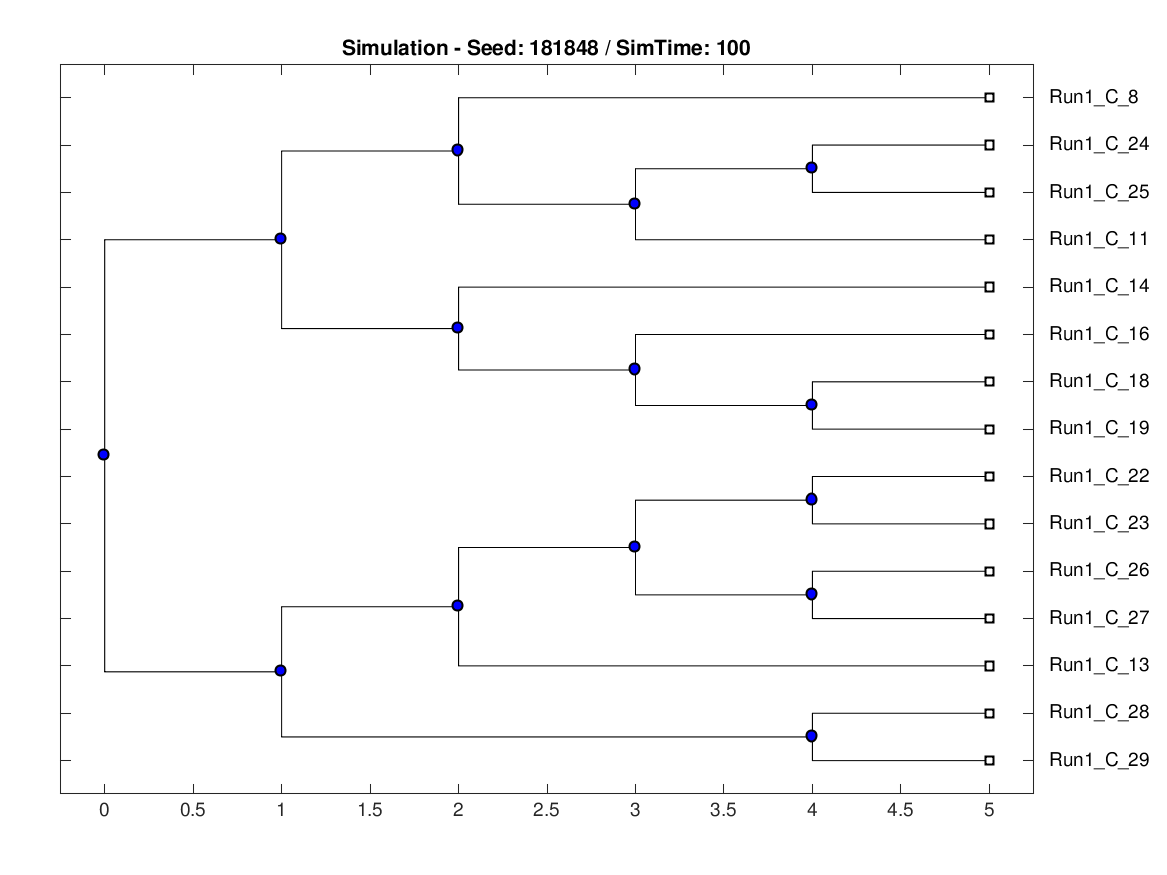 Simulation - Seed: 181848 / SimTime: 100
Run1_C_8
Run1_C_24
Run1_C_25
Run1_C_11
Run1_C_14
Run1_C_16
Run1_C_18
Run1_C_19
Run1_C_22
Run1_C_23
Run1_C_26
Run1_C_27
Run1_C_13
Run1_C_28
Run1_C_29
0 0.5 1 1.5 2 2.5 3 3.5 4 4.5 5